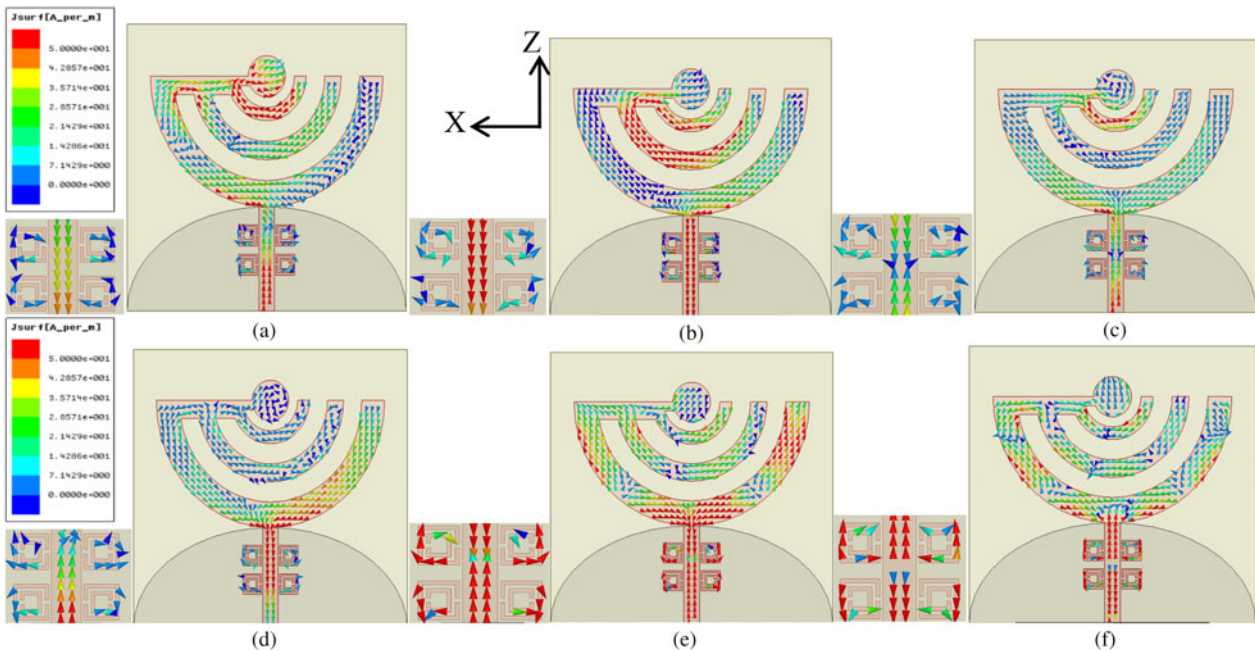 Jsurf[A_per_m]
5.0000e+001
4.2857e+001
3.5714e+001
2.8571e+001
2.1429e+001
1.4286e+001
7.1429e+000
0.0000e+000
Z
X
(a)
(b)
(c)
Jsurf[A_per_m]
5.0000e+001
4.2857e+001
3.5714e+001
2.8571e+001
2.1429e+001
1.4286e+001
7.1429e+000
0.0000e+000
(d)
(e)
(f)